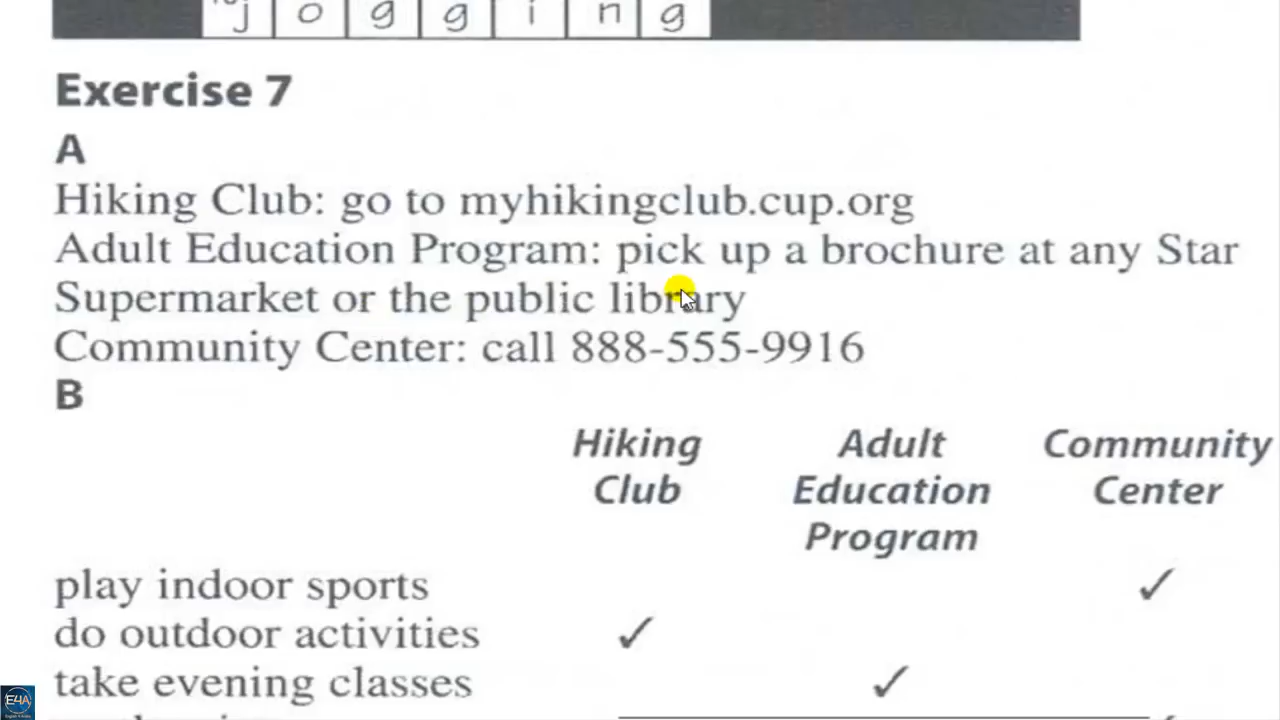 j o g g i n g
Exercise 7
A
Hiking Club: go to myhikingclub.cup.org
Adult Education Program: pick up a brochure at any Star
Supermarket or the public library
Community Center: call 888-555-9916
B
Hiking Club
Adult Education Program
Community Center
play indoor sports ✓
do outdoor activities ✓
take evening classes ✓
E4A